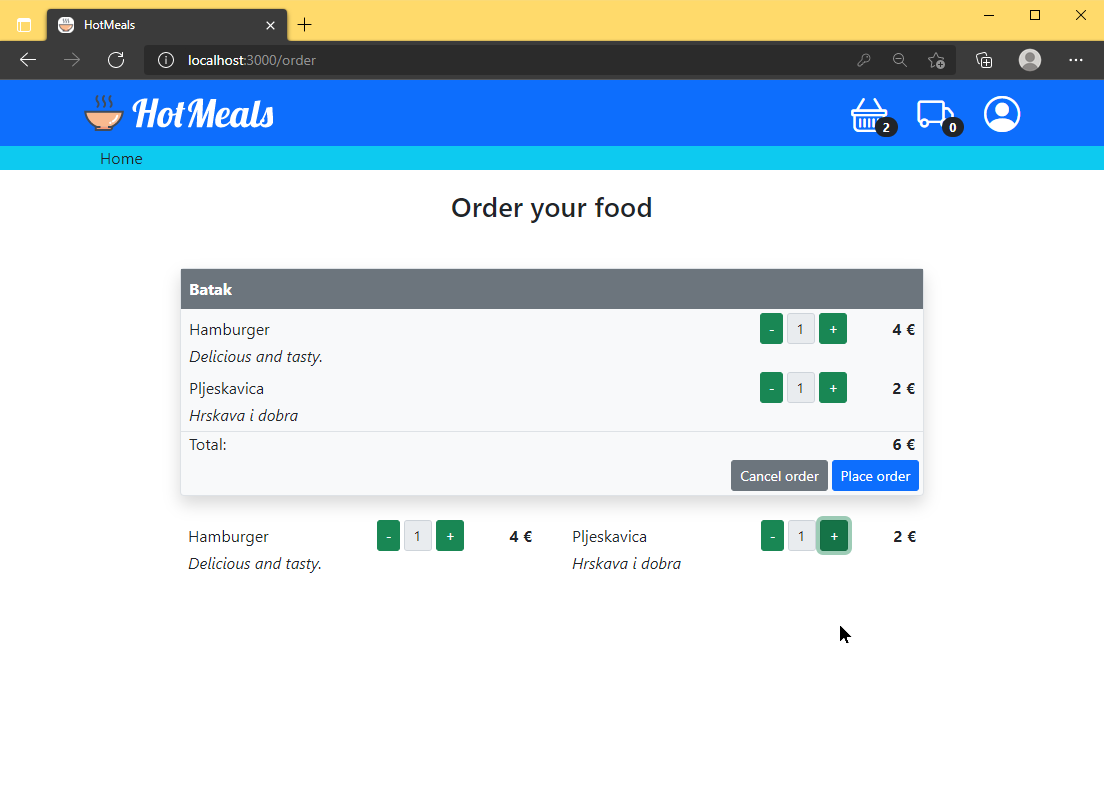 HotMeals
localhost:3000/order
HotMeals
2
0
Home
Order your food
Batak
Hamburger - 1 + 4 €
Delicious and tasty.
Pljeskavica - 1 + 2 €
Hrskava i dobra
Total: 6 €
Cancel order Place order
Hamburger - 1 + 4 € Pljeskavica - 1 + 2 €
Delicious and tasty. Hrskava i dobra